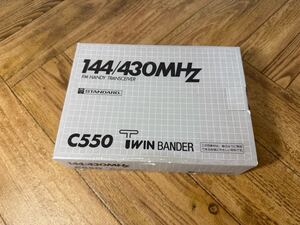 144/430MHz
FM HANDY TRANSCEIVER
STANDARD
C550 TWIN BANDER
144/430MHz